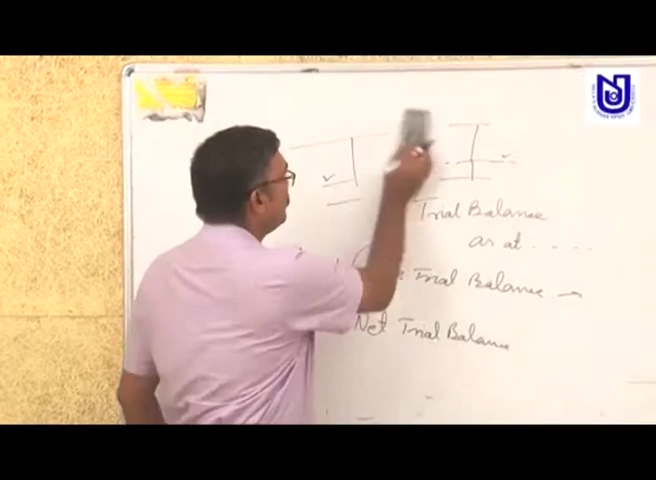 Trial Balance
as at . . . . .
Trial Balance →
Net Trial Balance